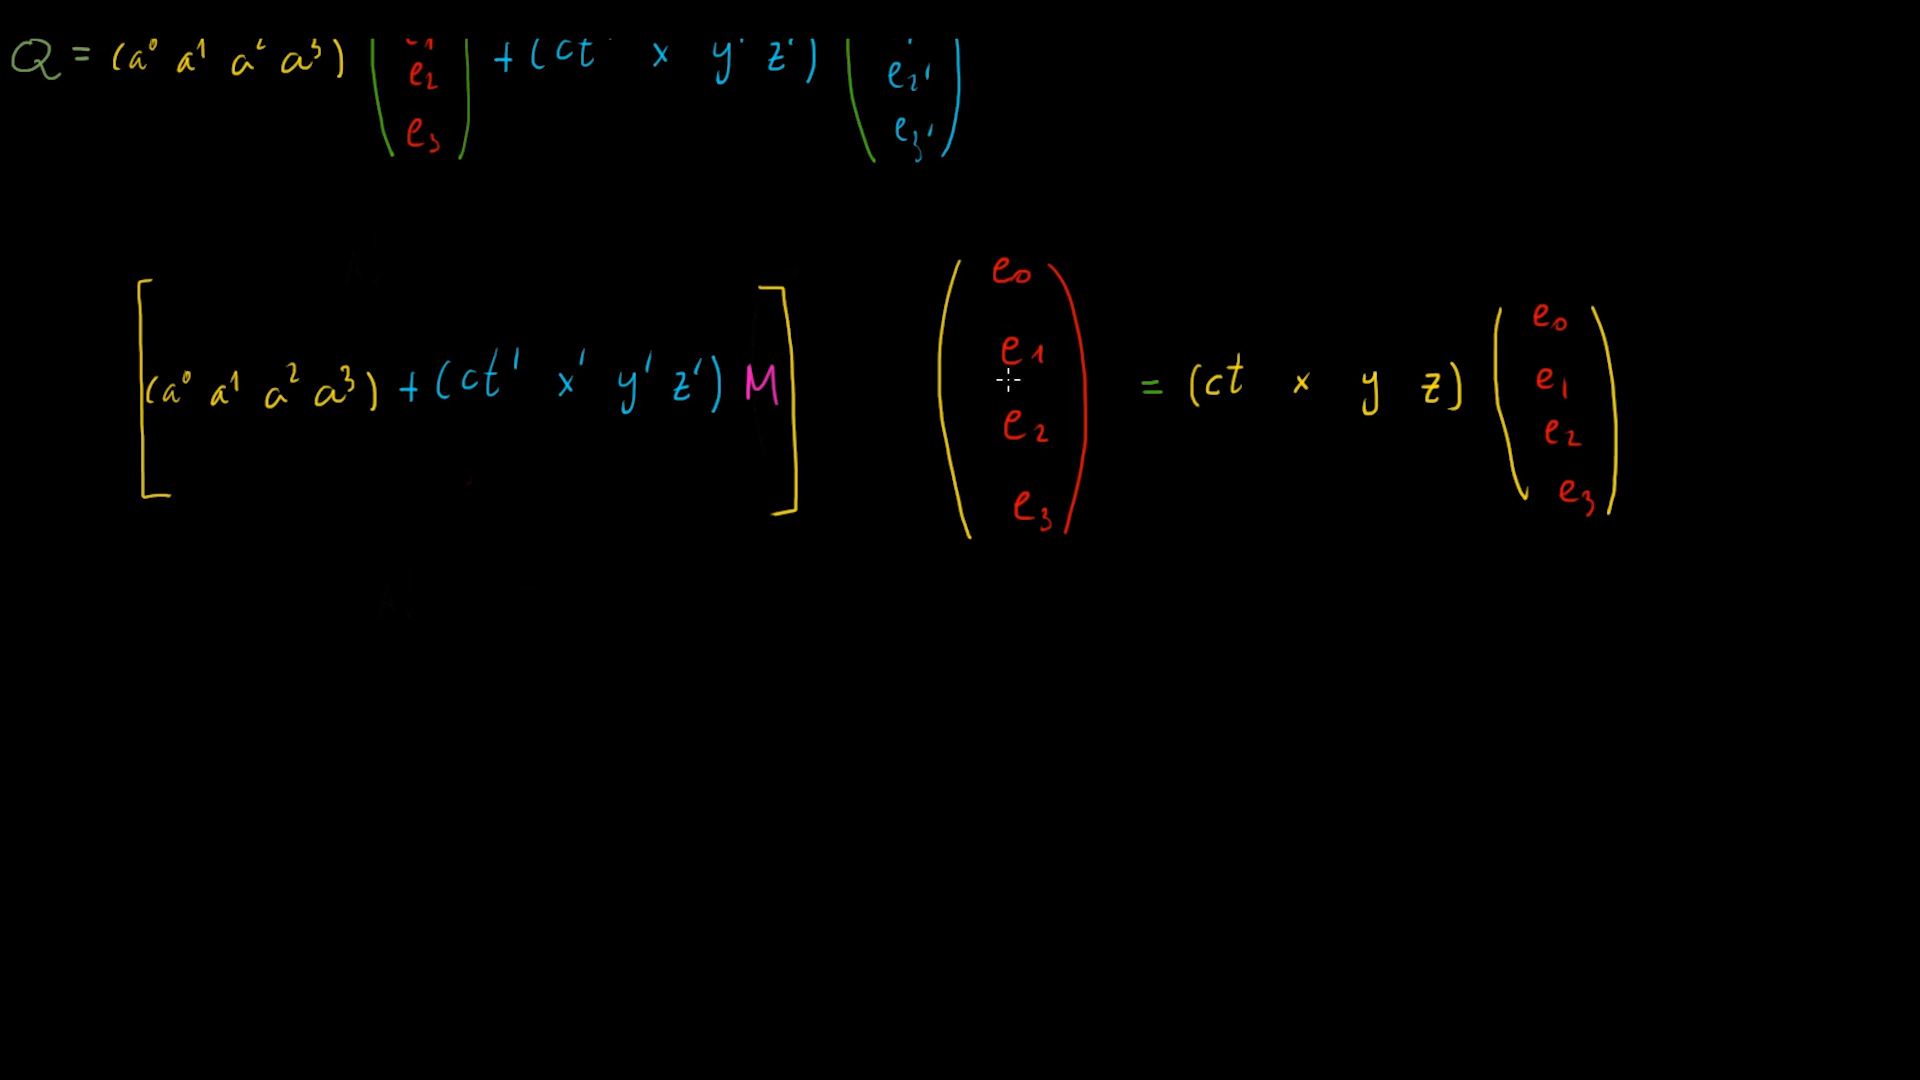 Q = (a⁰ a¹ a² a³) ( e₁ e₂ e₃ ) + (ct x y' z') ( e₂' e₃' )
[ (a⁰ a¹ a² a³) + (ct' x' y' z') M ] ( e₀ e₁ e₂ e₃ ) = (ct x y z) ( e₀ e₁ e₂ e₃ )